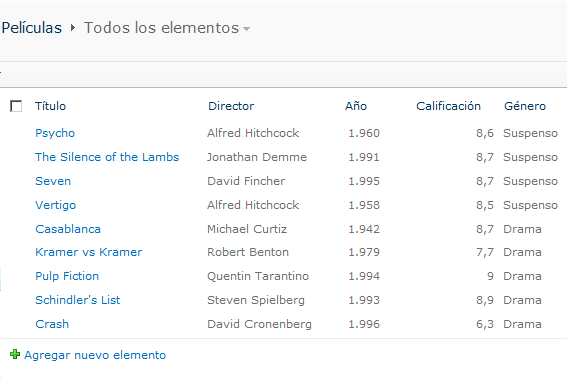 Películas Todos los elementos
Título Director Año Calificación Género
Psycho Alfred Hitchcock 1.960 8,6 Suspenso
The Silence of the Lambs Jonathan Demme 1.991 8,7 Suspenso
Seven David Fincher 1.995 8,7 Suspenso
Vertigo Alfred Hitchcock 1.958 8,5 Suspenso
Casablanca Michael Curtiz 1.942 8,7 Drama
Kramer vs Kramer Robert Benton 1.979 7,7 Drama
Pulp Fiction Quentin Tarantino 1.994 9 Drama
Schindler's List Steven Spielberg 1.993 8,9 Drama
Crash David Cronenberg 1.996 6,3 Drama
Agregar nuevo elemento